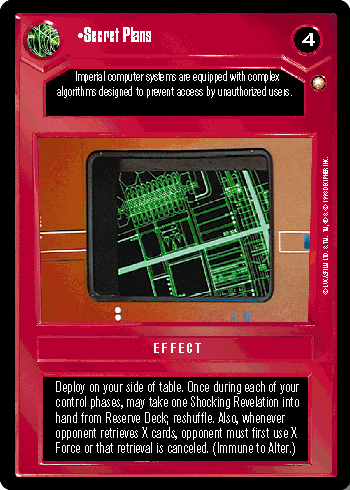 •Secret Plans
4
Imperial computer systems are equipped with complex
algorithms designed to prevent access by unauthorized users.
EFFECT
Deploy on your side of table. Once during each of your
control phases, may take one Shocking Revelation into
hand from Reserve Deck; reshuffle. Also, whenever
opponent retrieves X cards, opponent must first use X
Force or that retrieval is canceled. (Immune to Alter.)